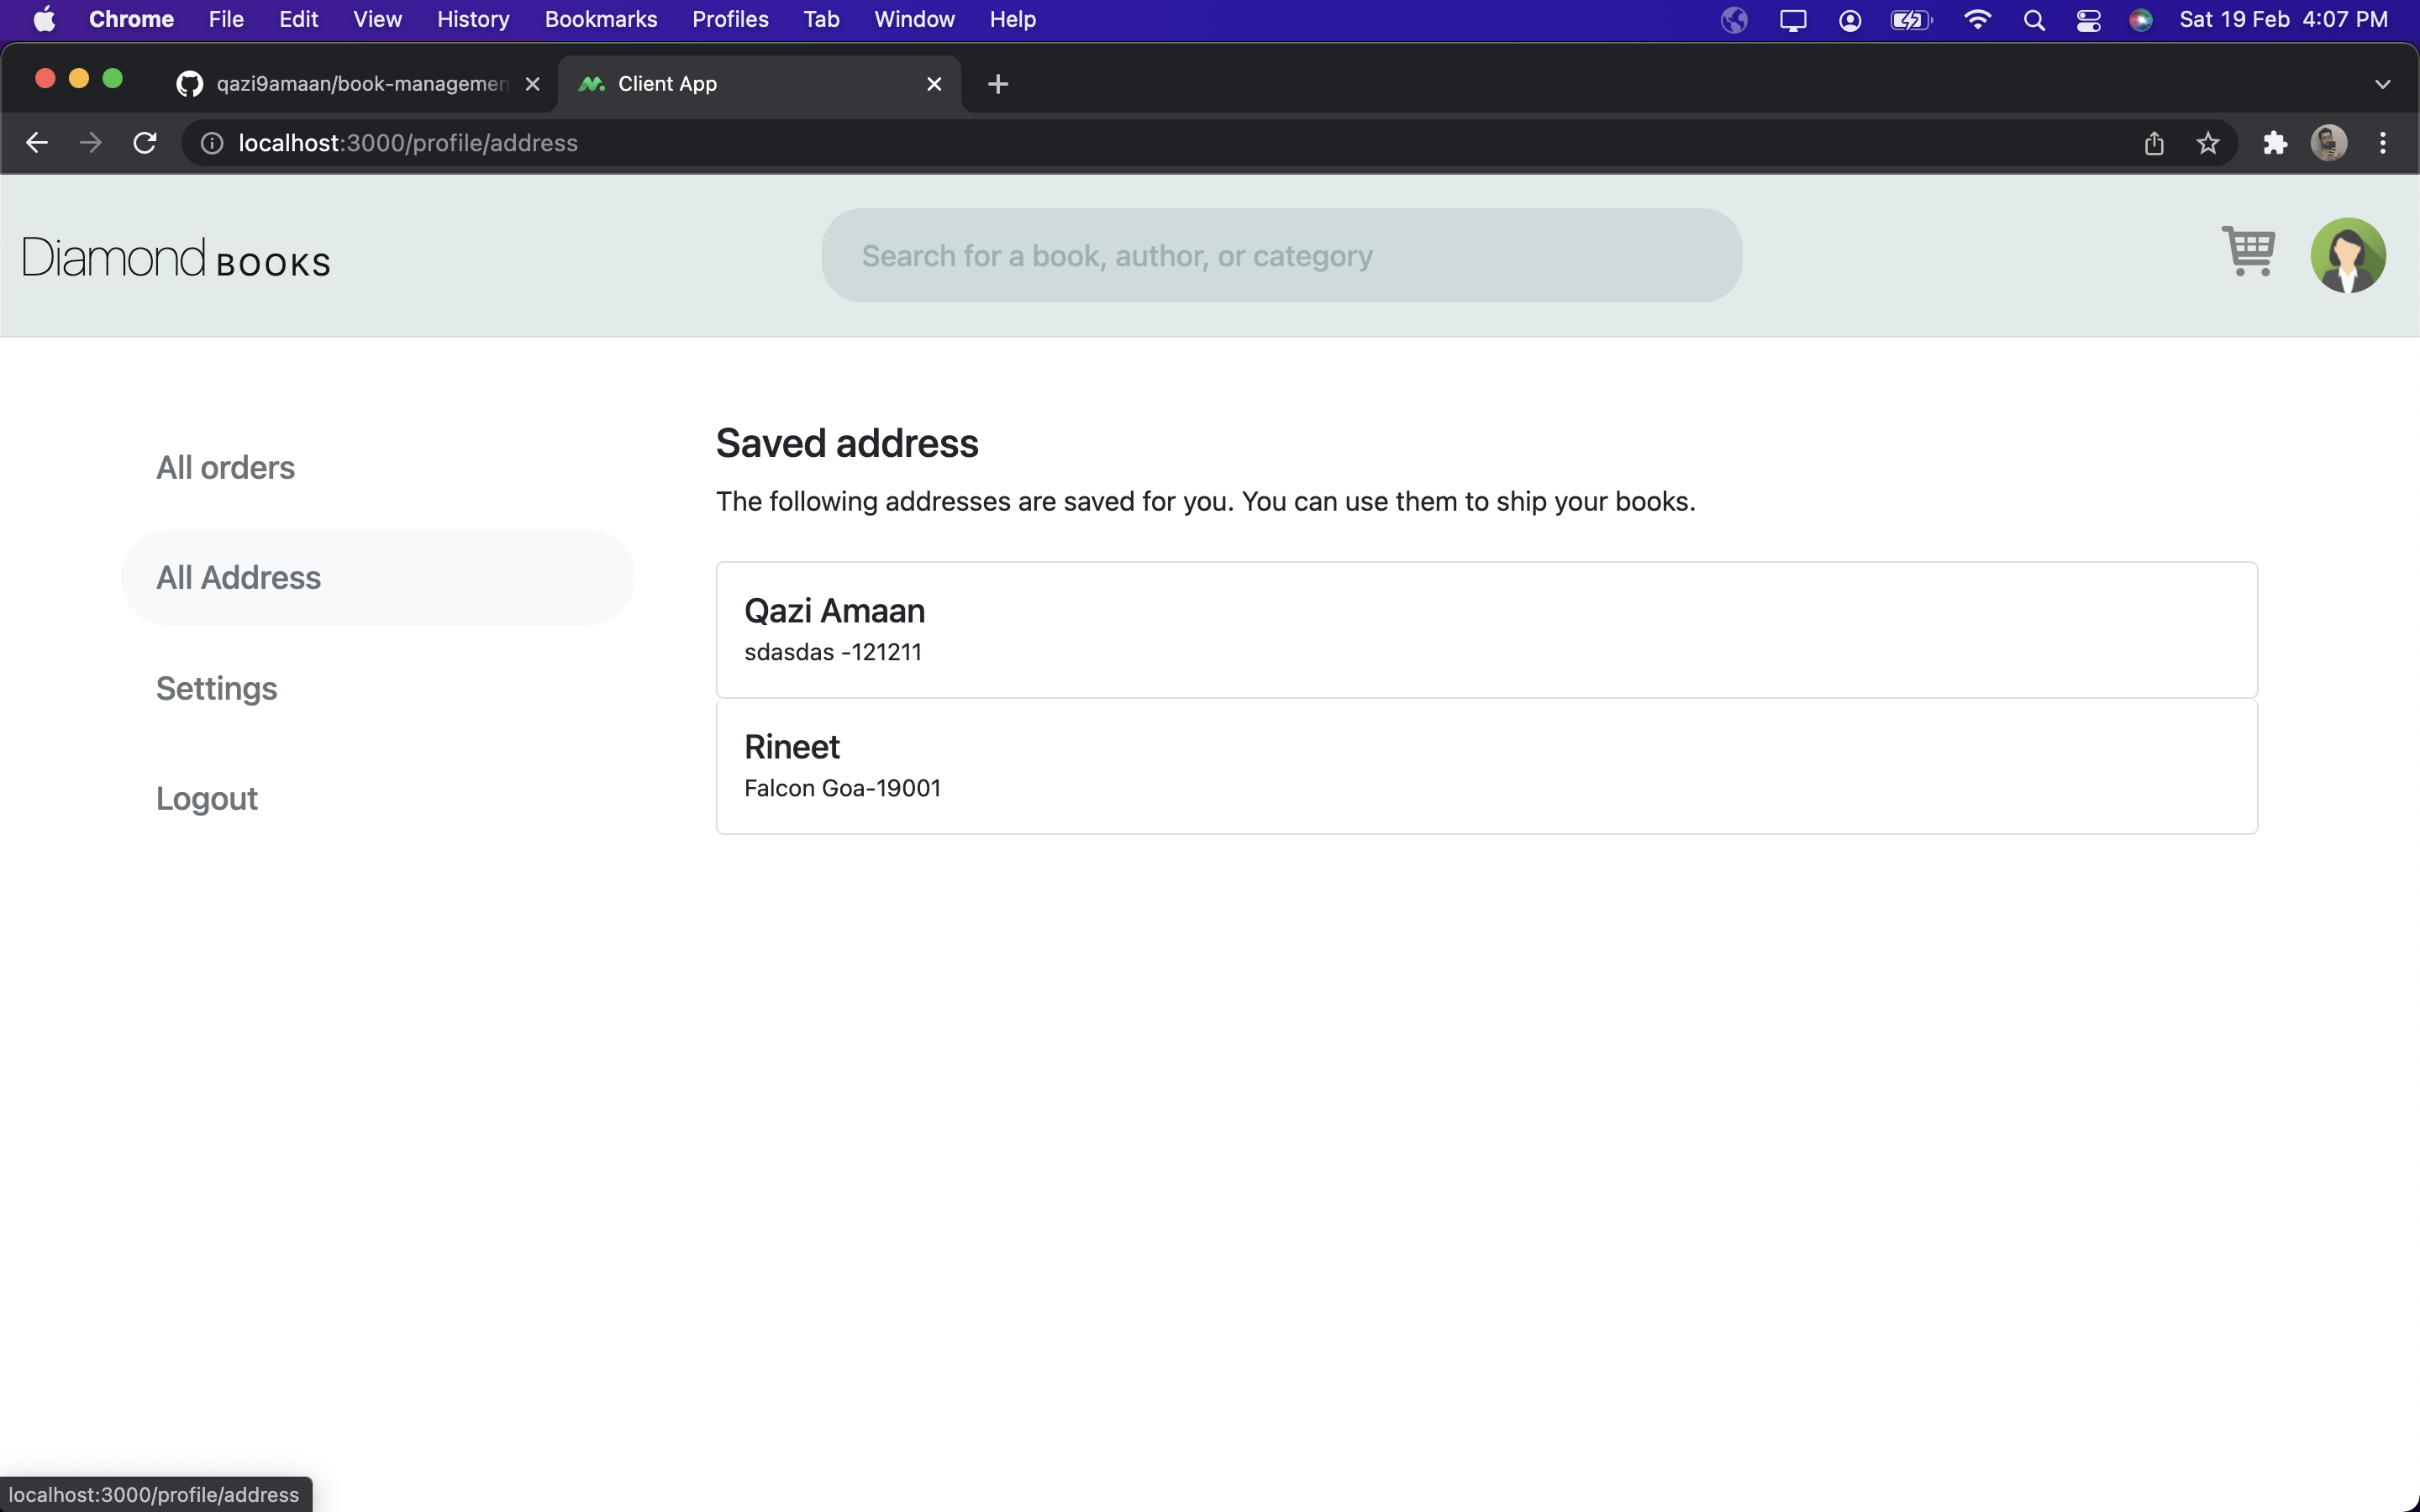 Chrome File Edit View History Bookmarks Profiles Tab Window Help Sat 19 Feb 4:07 PM
qazi9amaan/book-managemen Client App
localhost:3000/profile/address
Diamond BOOKS
Search for a book, author, or category
All orders
All Address
Settings
Logout
Saved address
The following addresses are saved for you. You can use them to ship your books.
Qazi Amaan
sdasdas -121211
Rineet
Falcon Goa-19001
localhost:3000/profile/address